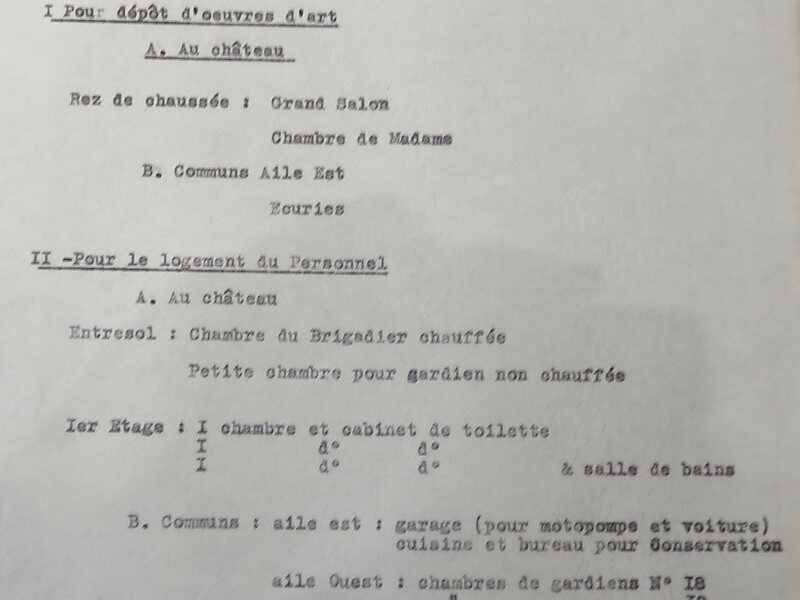 I Pour dépôt d'oeuvres d'art
A. Au château
Rez de chaussée : Grand Salon
Chambre de Madame
B. Communs Aile Est
Ecuries
II -Pour le logement du Personnel
A. Au château
Entresol : Chambre du Brigadier chauffée
Petite chambre pour gardien non chauffée
Ier Etage : I chambre et cabinet de toilette
I d° d°
I d° d° & salle de bains
B. Communs : aile est : garage (pour motopompe et voiture)
cuisine et bureau pour Conservation
aile Ouest : chambres de gardiens N° I8